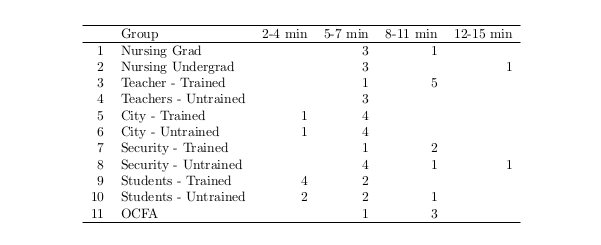 Group 2-4 min 5-7 min 8-11 min 12-15 min
1 Nursing Grad 3 1
2 Nursing Undergrad 3 1
3 Teacher - Trained 1 5
4 Teachers - Untrained 3
5 City - Trained 1 4
6 City - Untrained 1 4
7 Security - Trained 1 2
8 Security - Untrained 4 1 1
9 Students - Trained 4 2
10 Students - Untrained 2 2 1
11 OCFA 1 3